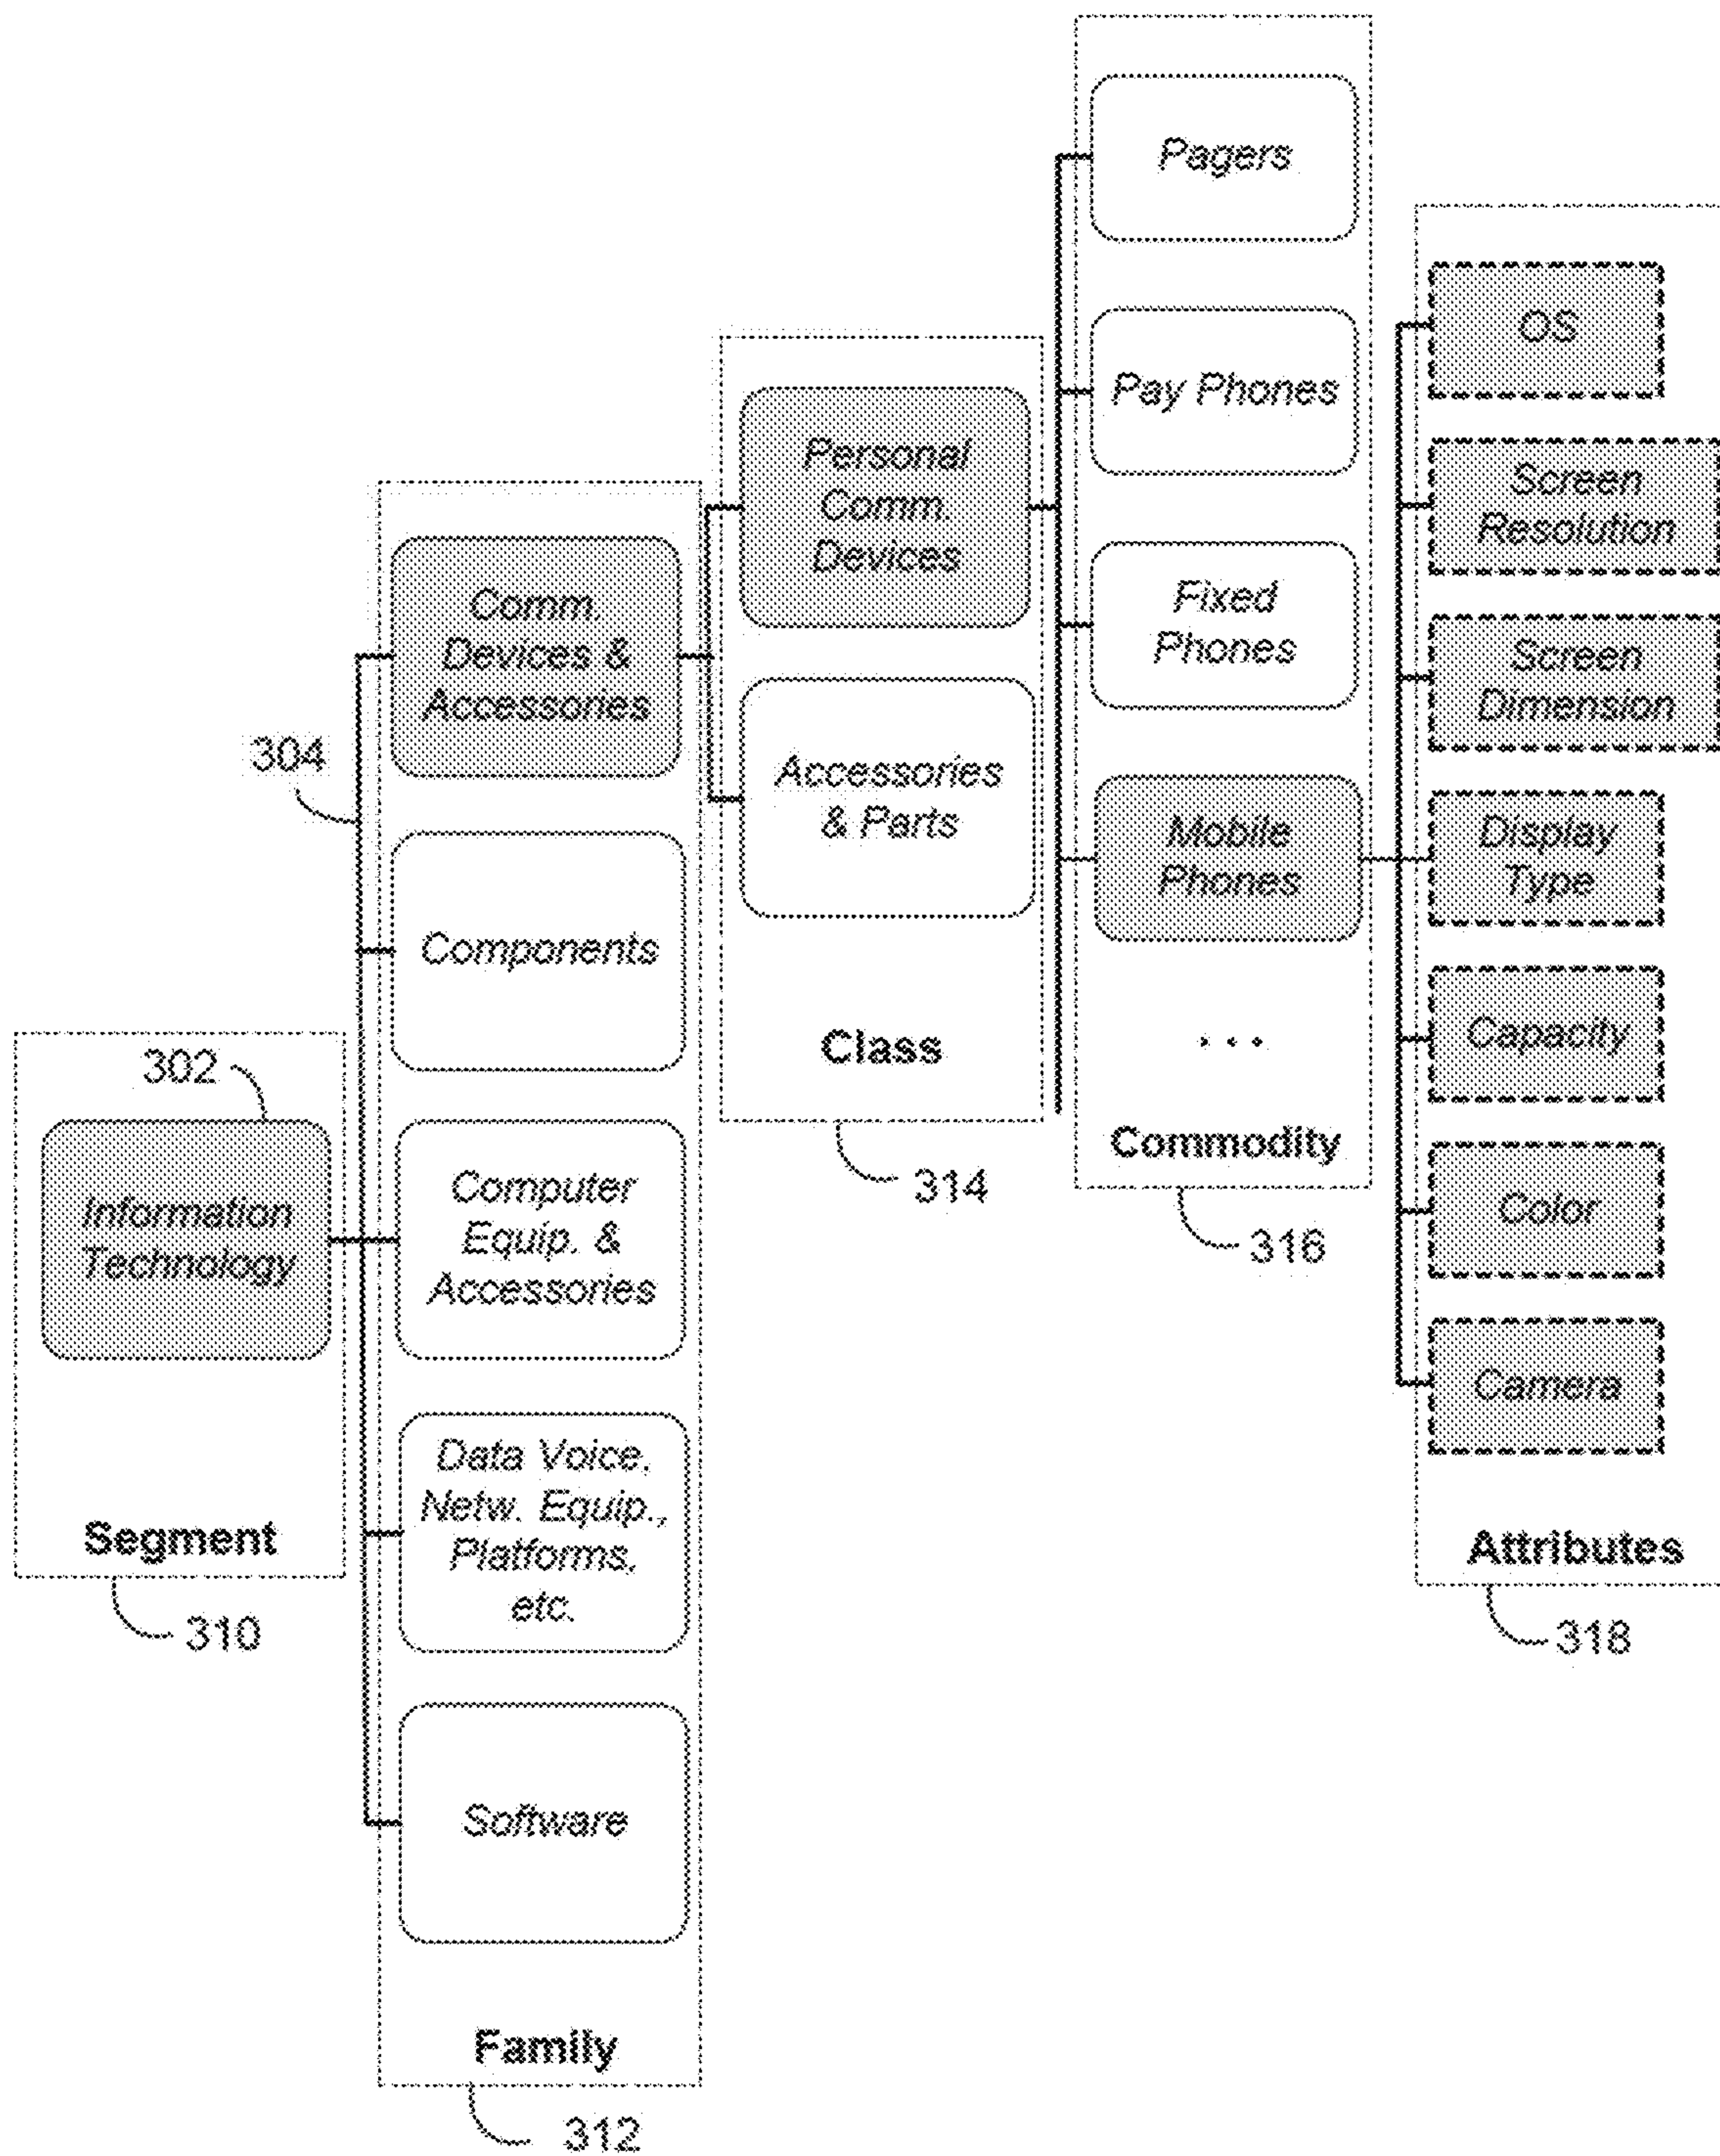 302
Information
Technology
Segment
310
304
Comm.
Devices &
Accessories
Components
Computer
Equip. &
Accessories
Data Voice,
Netw. Equip.,
Platforms,
etc.
Software
Family
312
Personal
Comm.
Devices
Accessories
& Parts
Class
314
Pagers
Pay Phones
Fixed
Phones
Mobile
Phones
...
Commodity
316
OS
Screen
Resolution
Screen
Dimension
Display
Type
Capacity
Color
Camera
Attributes
318